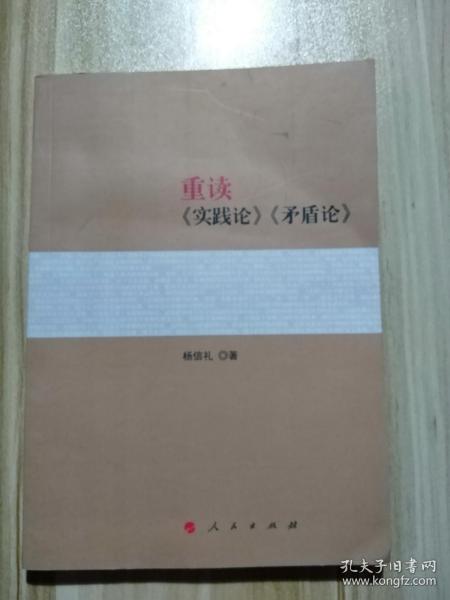 重读
《实践论》《矛盾论》
杨信礼 ◎著
人民出版社
孔夫子旧书网
www.kongfz.com